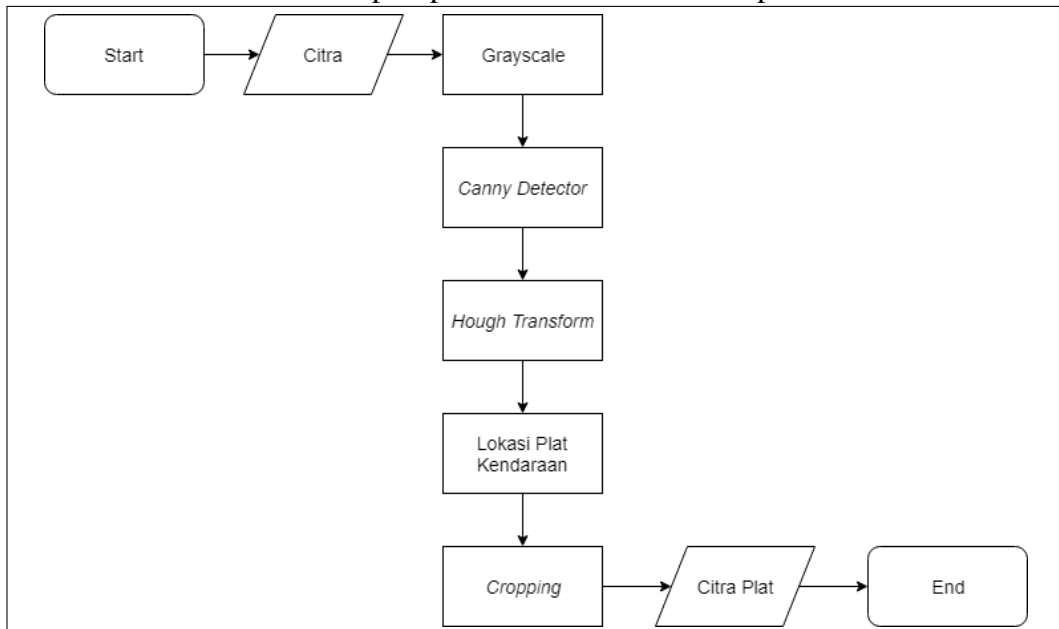 Start
Citra
Grayscale
Canny Detector
Hough Transform
Lokasi Plat
Kendaraan
Cropping
Citra Plat
End